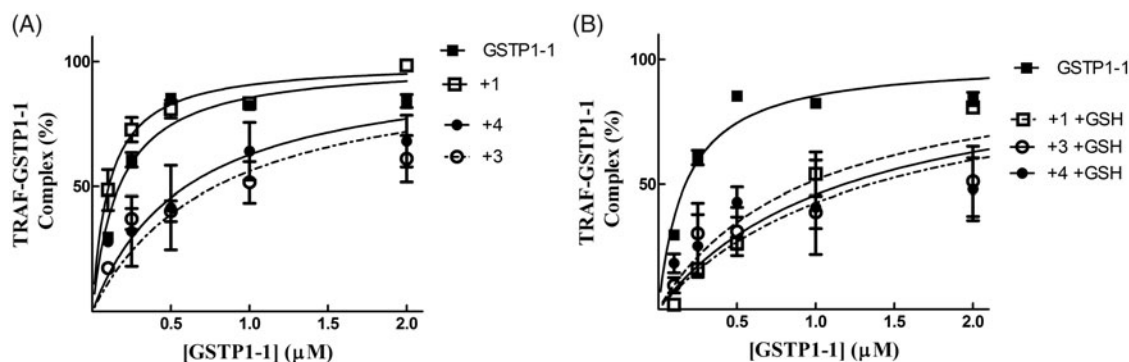 (A)
TRAF-GSTP1-1
Complex (%)
100
50
0.5 1.0 1.5 2.0
[GSTP1-1] (μM)
GSTP1-1
+1
+4
+3
(B)
TRAF-GSTP1-1
Complex (%)
100
50
0.5 1.0 1.5 2.0
[GSTP1-1] (μM)
GSTP1-1
+1 +GSH
+3 +GSH
+4 +GSH